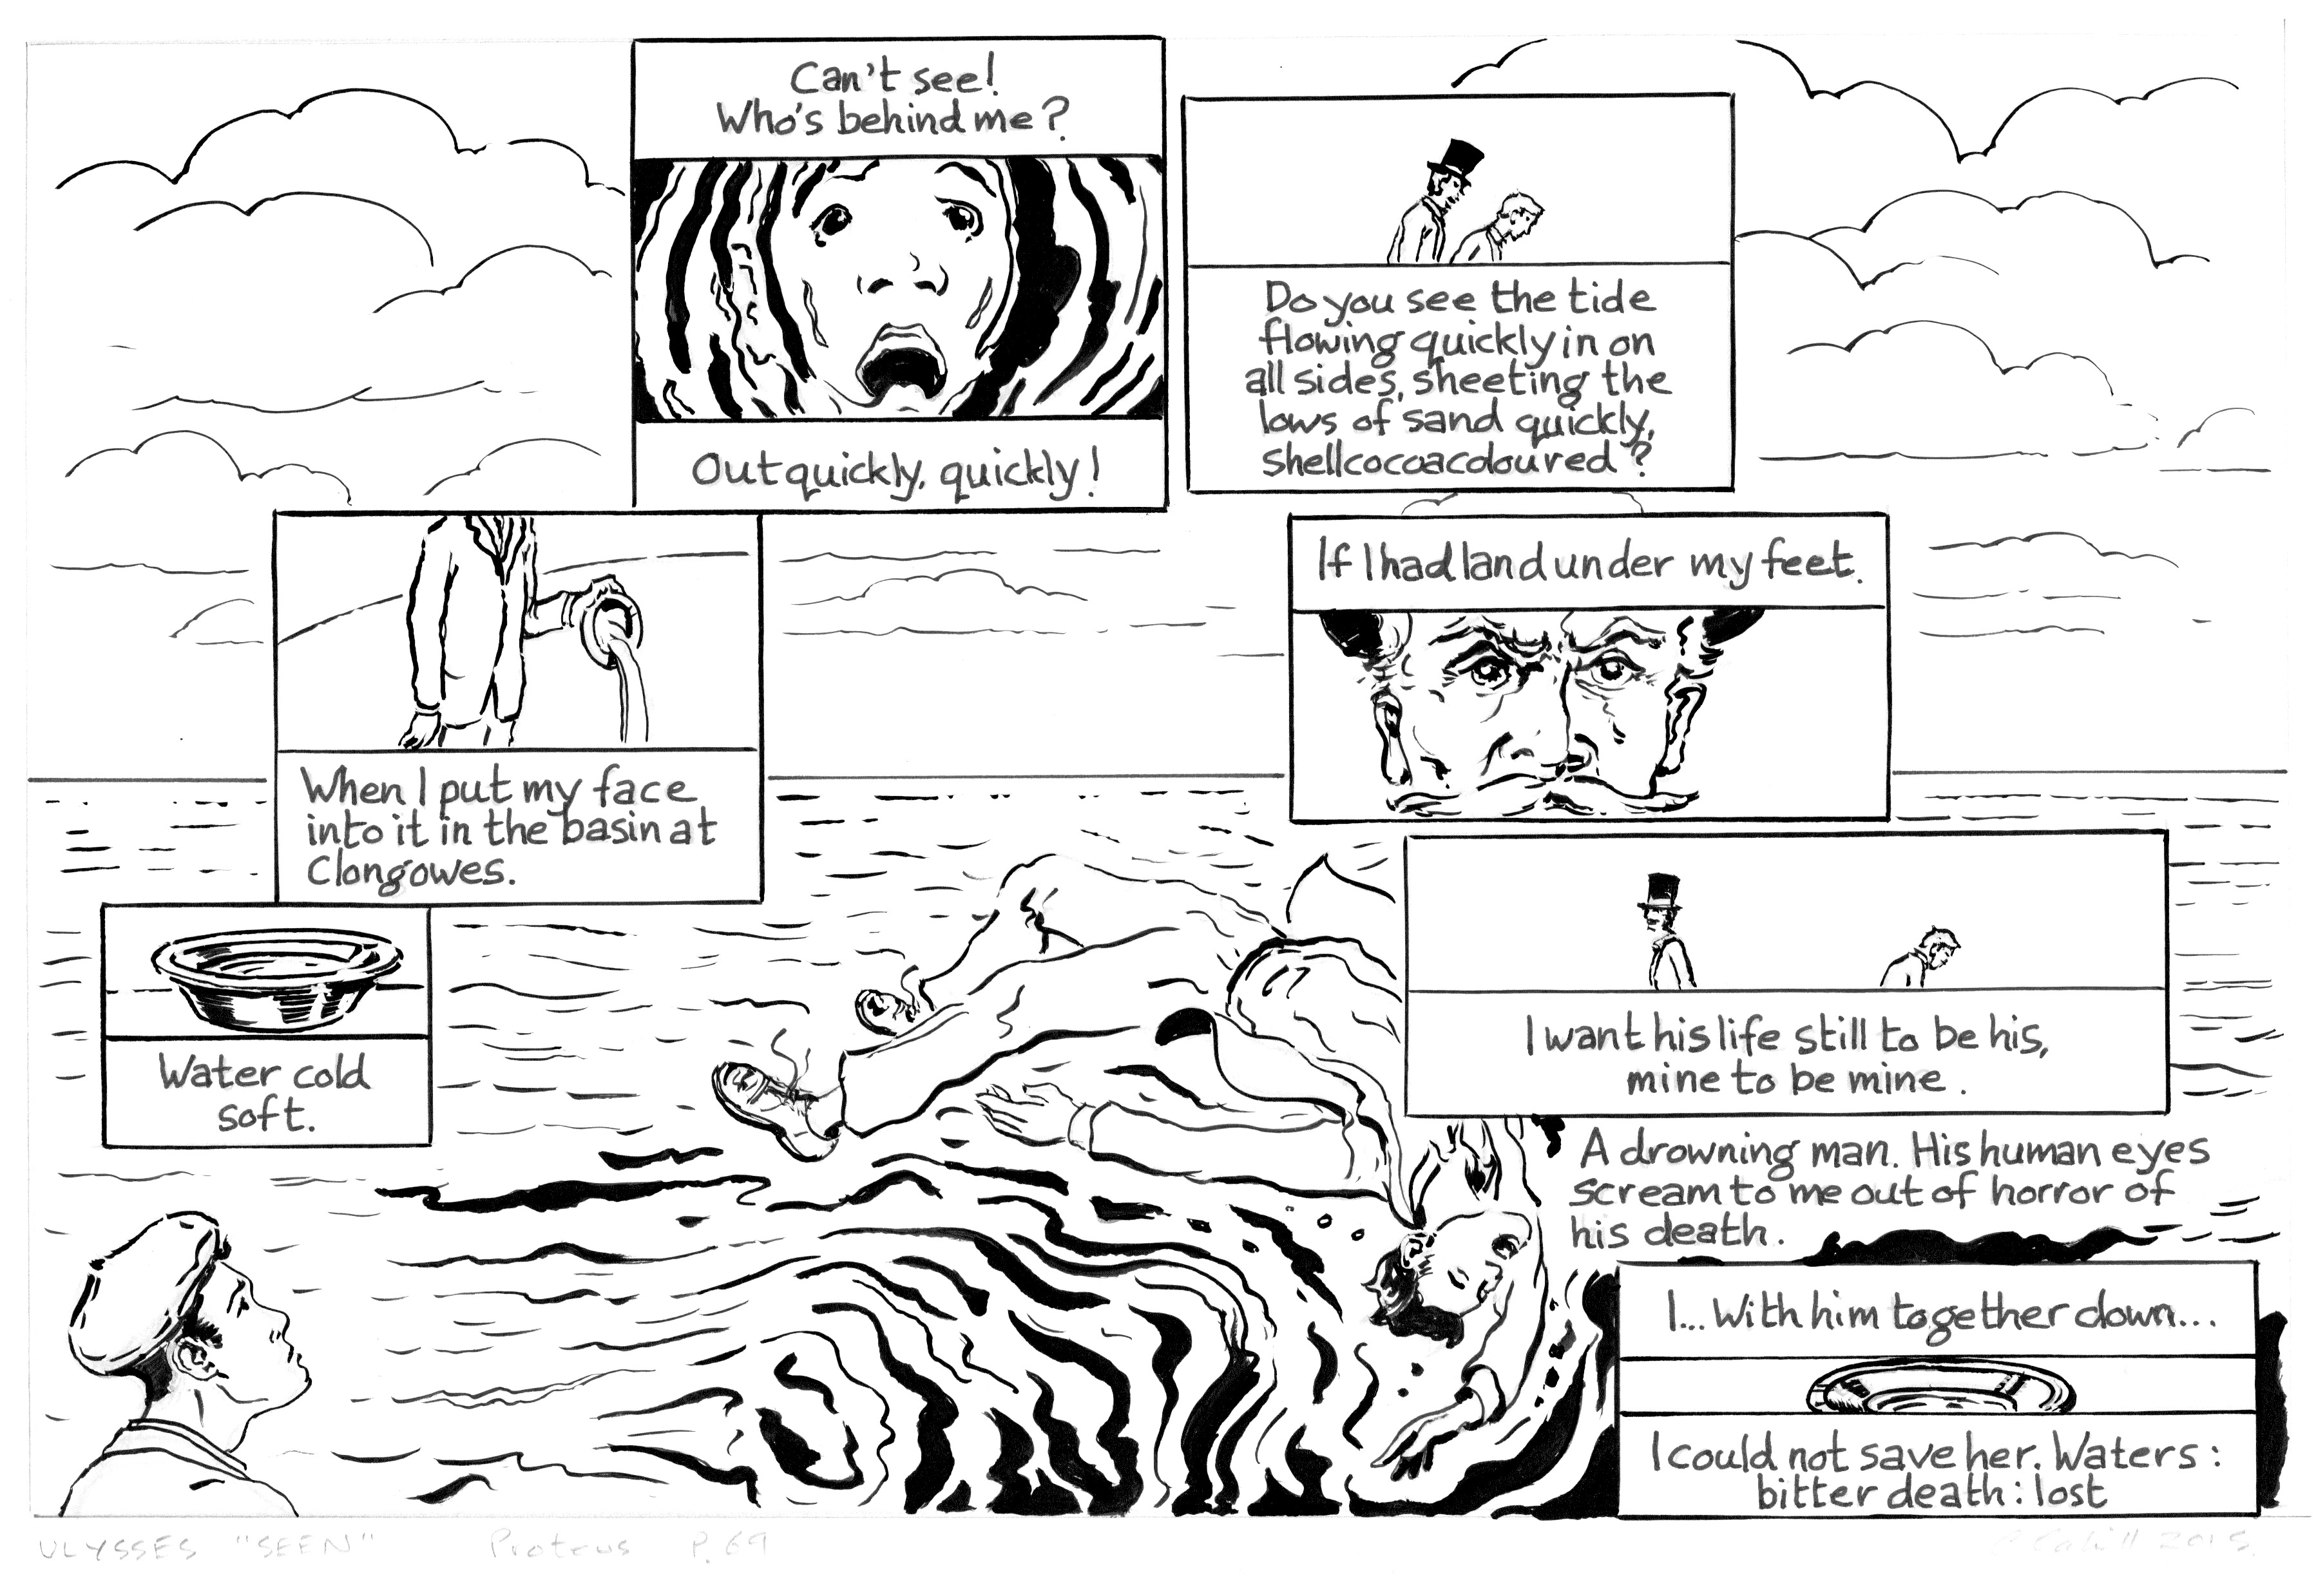 Water cold
soft.
When I put my face
into it in the basin at
Clongowes.
Can't see!
Who's behind me?
Out quickly, quickly!
Do you see the tide
flowing quickly in on
all sides, sheeting the
lows of sand quickly,
shellcocoacoloured?
If I had land under my feet.
I want his life still to be his,
mine to be mine.
A drowning man. His human eyes
scream to me out of horror of
his death.
I... With him together down...
I could not save her. Waters:
bitter death: lost
ULYSSES "SEEN" Proteus P. 69
Cahill 2015